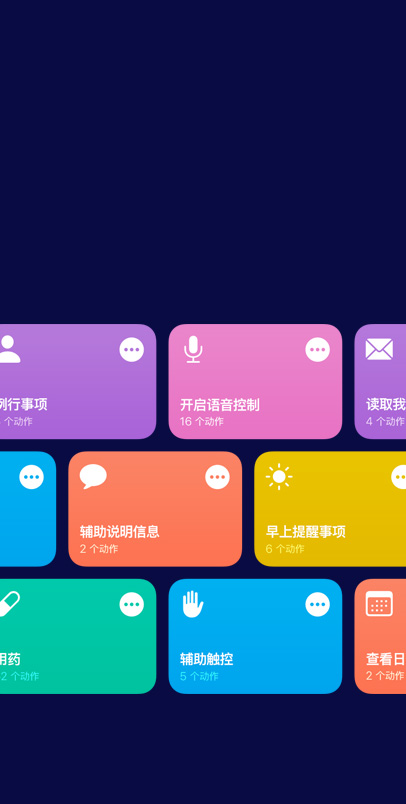 例行事项
个动作
开启语音控制
16 个动作
读取我
4 个动作
辅助说明信息
2 个动作
早上提醒事项
6 个动作
用药
2 个动作
辅助触控
5 个动作
查看日
2 个动作